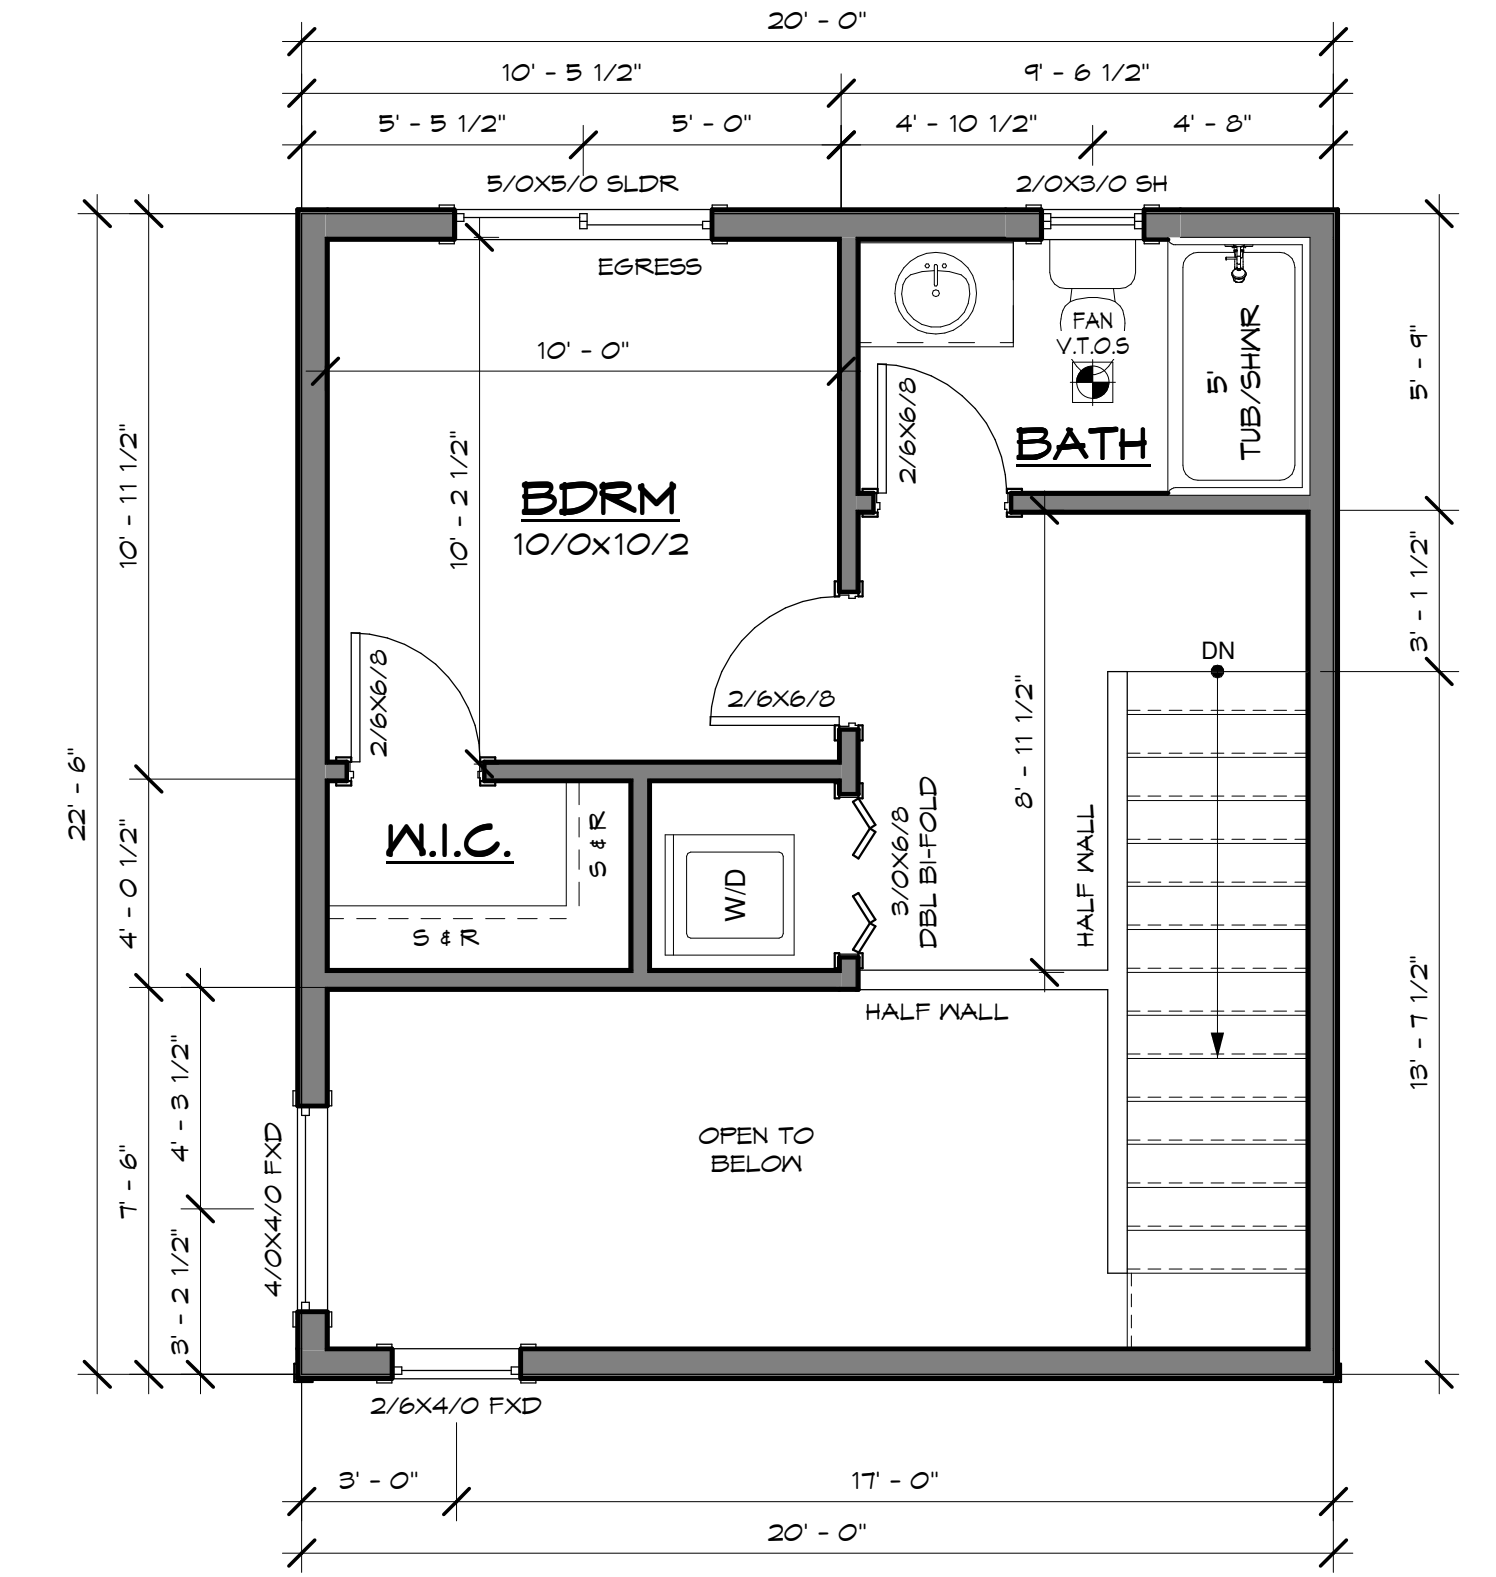 20' - 0"
10' - 5 1/2"
9' - 6 1/2"
5' - 5 1/2"
5' - 0"
4' - 10 1/2"
4' - 8"
5/0X5/0 SLDR
2/0X3/0 SH
EGRESS
10' - 0"
FAN
V.T.O.S
5'
TUB/SHWR
2/6X6/8
BATH
5' - 9"
10' - 11 1/2"
10' - 2 1/2"
BDRM
10/0x10/2
3' - 1 1/2"
DN
2/6X6/8
2/6X6/8
8' - 11 1/2"
22' - 6"
4' - 0 1/2"
W.I.C.
S & R
S & R
W/D
3/0X6/8
DBL BI-FOLD
HALF WALL
HALF WALL
13' - 7 1/2"
4' - 3 1/2"
7' - 6"
4/0X4/0 FXD
OPEN TO
BELOW
3' - 2 1/2"
2/6X4/0 FXD
3' - 0"
17' - 0"
20' - 0"